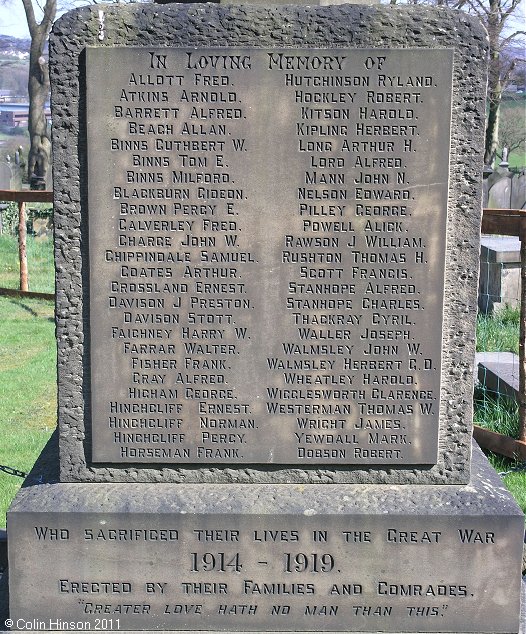 In Loving Memory of
Allott Fred.
Atkins Arnold.
Barrett Alfred.
Beach Allan.
Binns Cuthbert W.
Binns Tom E.
Binns Milford.
Blackburn Gideon.
Brown Percy E.
Calverley Fred.
Charge John W.
Chippindale Samuel.
Coates Arthur.
Crossland Ernest.
Davison J Preston.
Davison Stott.
Faichney Harry W.
Farrar Walter.
Fisher Frank.
Gray Alfred.
Higham George.
Hinchcliff Ernest.
Hinchcliff Norman.
Hinchcliff Percy.
Horseman Frank.
Hutchinson Ryland.
Hockley Robert.
Kitson Harold.
Kipling Herbert.
Long Arthur H.
Lord Alfred.
Mann John N.
Nelson Edward.
Pilley George.
Powell Alick.
Rawson J William.
Rushton Thomas H.
Scott Francis.
Stanhope Alfred.
Stanhope Charles.
Thackray Cyril.
Waller Joseph.
Walmsley John W.
Walmsley Herbert G.D.
Wheatley Harold.
Wigglesworth Clarence.
Westerman Thomas W.
Wright James.
Yewdall Mark.
Dobson Robert.
Who sacrificed their lives in the Great War
1914 - 1919.
Erected by their Families and Comrades.
"Greater love hath no man than this."
©Colin Hinson 2011